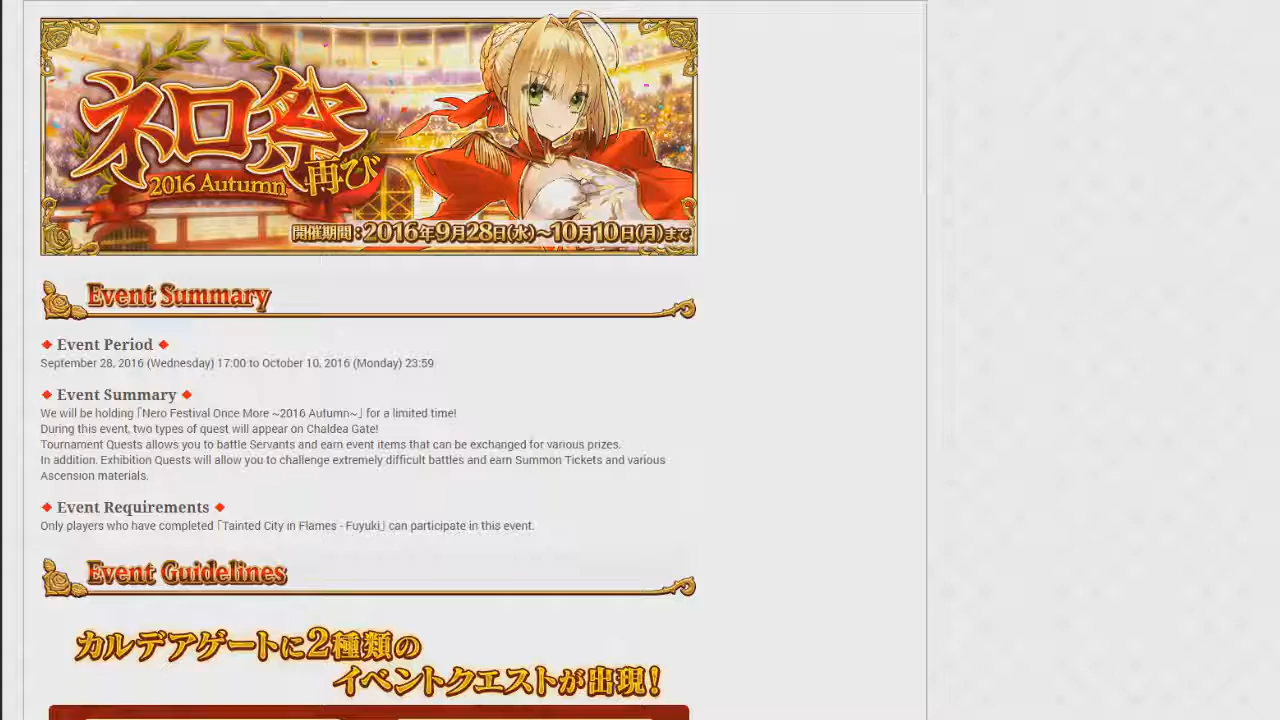 ネロ祭
再び
2016 Autumn
開催期間：2016年9月28日(水)~10月10日(月)まで
Event Summary
Event Period
September 28, 2016 (Wednesday) 17:00 to October 10, 2016 (Monday) 23:59
Event Summary
We will be holding 「Nero Festival Once More ~2016 Autumn~」 for a limited time!
During this event, two types of quest will appear on Chaldea Gate!
Tournament Quests allows you to battle Servants and earn event items that can be exchanged for various prizes.
In addition, Exhibition Quests will allow you to challenge extremely difficult battles and earn Summon Tickets and various
Ascension materials.
Event Requirements
Only players who have completed 「Tainted City in Flames - Fuyuki」 can participate in this event.
Event Guidelines
カルデアゲートに2種類の
イベントクエストが出現!